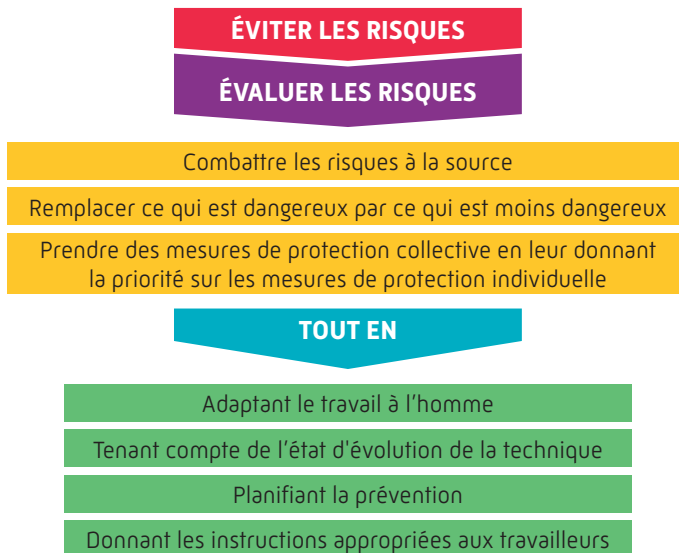 ÉVITER LES RISQUES
ÉVALUER LES RISQUES
Combattre les risques à la source
Remplacer ce qui est dangereux par ce qui est moins dangereux
Prendre des mesures de protection collective en leur donnant
la priorité sur les mesures de protection individuelle
TOUT EN
Adaptant le travail à l’homme
Tenant compte de l’état d'évolution de la technique
Planifiant la prévention
Donnant les instructions appropriées aux travailleurs